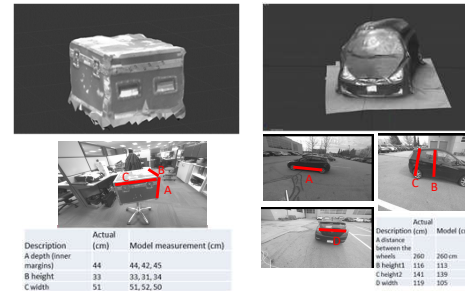 B
C
A
Actual
Description (cm) Model measurement (cm)
A depth (inner
margins) 44 44, 42, 45
B height 33 33, 31, 34
C width 51 51, 52, 50
A
C B
Actual
Description (cm) Model (c
A distance
between the
wheels 260 260 cm
B height1 116 113
C height2 141 139
D width 119 105